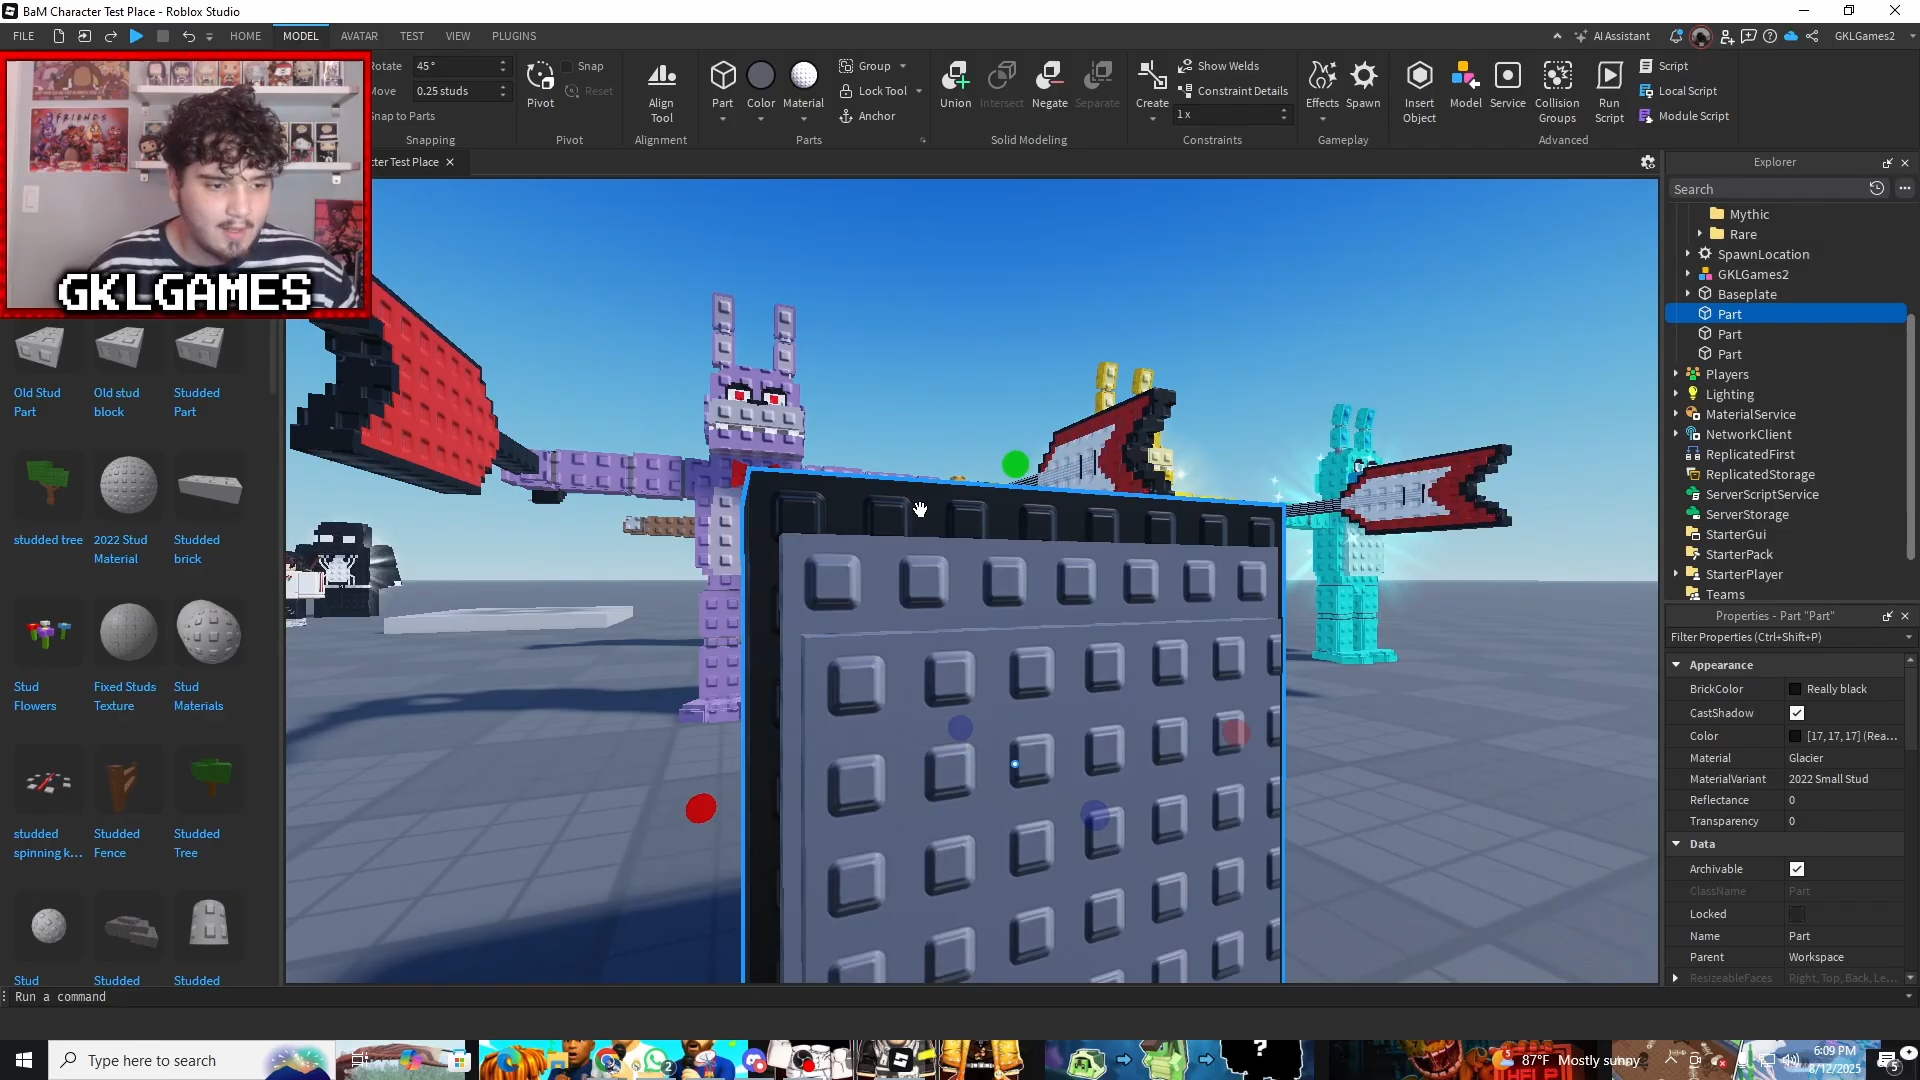 BaM Character Test Place - Roblox Studio
FILE HOME MODEL AVATAR TEST VIEW PLUGINS AI Assistant GKLGames2
Rotate 45°
Move 0.25 studs
Snap to Parts
Snapping
Pivot
Snap
Reset
Pivot
Align Tool
Alignment
Part
Color
Material
Group
Lock Tool
Anchor
Parts
Union
Intersect
Negate
Separate
Solid Modeling
Create
Show Welds
Constraint Details
1x
Constraints
Effects
Spawn
Gameplay
Insert Object
Model
Service
Collision Groups
Run Script
Script
Local Script
Module Script
Advanced
cter Test Place
FRIENDS
GKLGAMES
Old Stud Part
Old stud block
Studded Part
studded tree
2022 Stud Material
Studded brick
Stud Flowers
Fixed Studs Texture
Stud Materials
studded spinning k...
Studded Fence
Studded Tree
Stud
Studded
Studded
Explorer
Search
Mythic
Rare
SpawnLocation
GKLGames2
Baseplate
Part
Part
Part
Players
Lighting
MaterialService
NetworkClient
ReplicatedFirst
ReplicatedStorage
ServerScriptService
ServerStorage
StarterGui
StarterPack
StarterPlayer
Teams
Properties - Part "Part"
Filter Properties (Ctrl+Shift+P)
Appearance
BrickColor Really black
CastShadow
Color [17, 17, 17] (Rea...
Material Glacier
MaterialVariant 2022 Small Stud
Reflectance 0
Transparency 0
Data
Archivable
ClassName Part
Locked
Name Part
Parent Workspace
ResizeableFaces Right, Top, Back, Le...
Run a command
Type here to search
2
?
87°F Mostly sunny
6:09 PM
8/12/2025
5